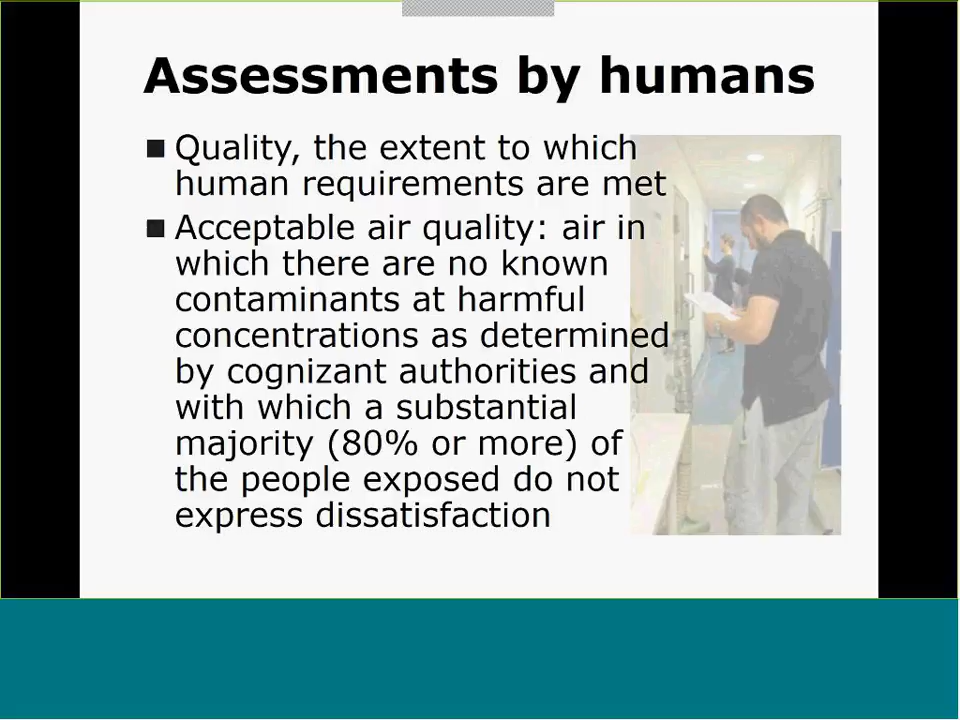 Assessments by humans
Quality, the extent to which
human requirements are met
Acceptable air quality: air in
which there are no known
contaminants at harmful
concentrations as determined
by cognizant authorities and
with which a substantial
majority (80% or more) of
the people exposed do not
express dissatisfaction